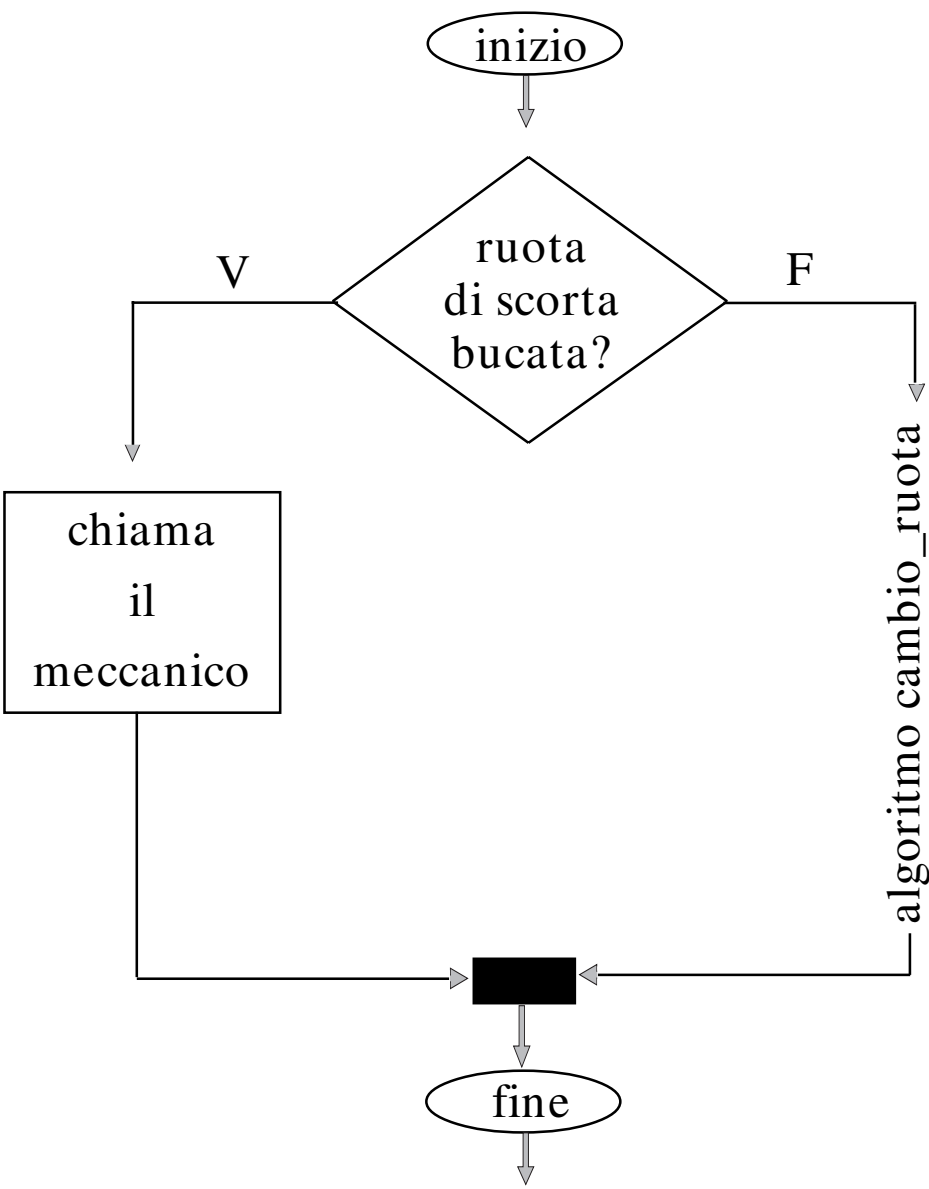 inizio
V
ruota
di scorta
bucata?
F
chiama
il
meccanico
algoritmo cambio_ruota
fine